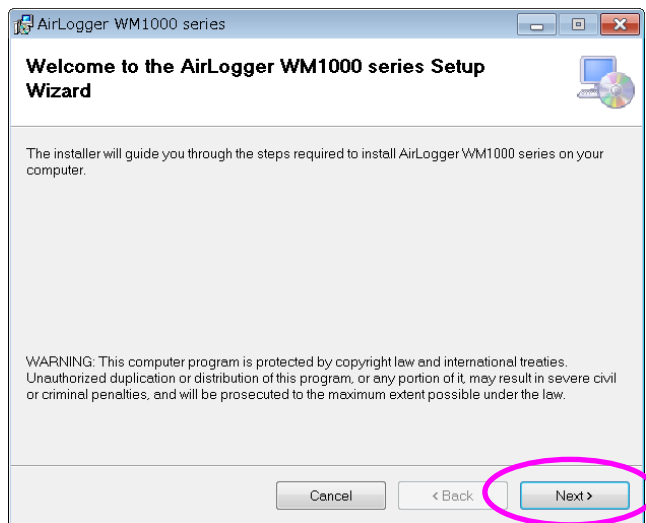 AirLogger WM1000 series
Welcome to the AirLogger WM1000 series Setup
Wizard
The installer will guide you through the steps required to install AirLogger WM1000 series on your
computer.
WARNING: This computer program is protected by copyright law and international treaties.
Unauthorized duplication or distribution of this program, or any portion of it, may result in severe civil
or criminal penalties, and will be prosecuted to the maximum extent possible under the law.
Cancel
< Back
Next >